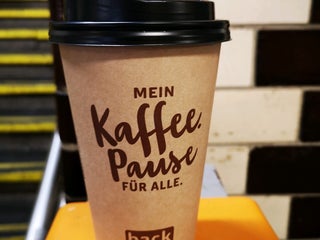 MEIN
Kaffee.
Pause
FÜR ALLE.
back